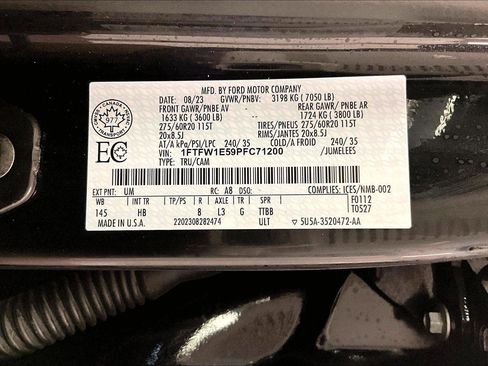 MFD. BY FORD MOTOR COMPANY
DATE: 08/23 GVWR/PNBV: 3198 KG ( 7050 LB)
FRONT GAWR/PNBE AV REAR GAWR/ PNBE AR
1633 KG ( 3600 LB) 1724 KG ( 3800 LB)
275/60R20 115T TIRES/PNEUS 275/60R20 115T
20x8.5J RIMS/JANTES 20x8.5J
AT/A kPa/PSI/LPC 240/ 35 COLD/A FROID 240/ 35
VIN: 1FTFW1E59PFC71200 /JUMELEES
TYPE: TRU/CAM
CANADA
977
TRANSPORT
EC
EXT PNT: UM RC: A8 DSO: COMPLIES: ICES/NMB-002
WB INT TR TP/PS R AXLE TR SPR F0112
145 HB 8 L3 G TTBB T0527
MADE IN U.S.A. 2202308282474 ULT 5U5A-3520472-AA